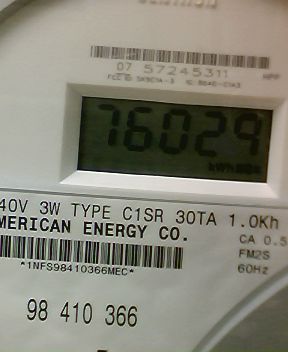 07 57245311
76029
kWh
40V 3W TYPE C1SR 30TA 1.0Kh
MERICAN ENERGY CO.
CA 0.5
*1NFS98410366MEC*
FM2S
60Hz
98 410 366